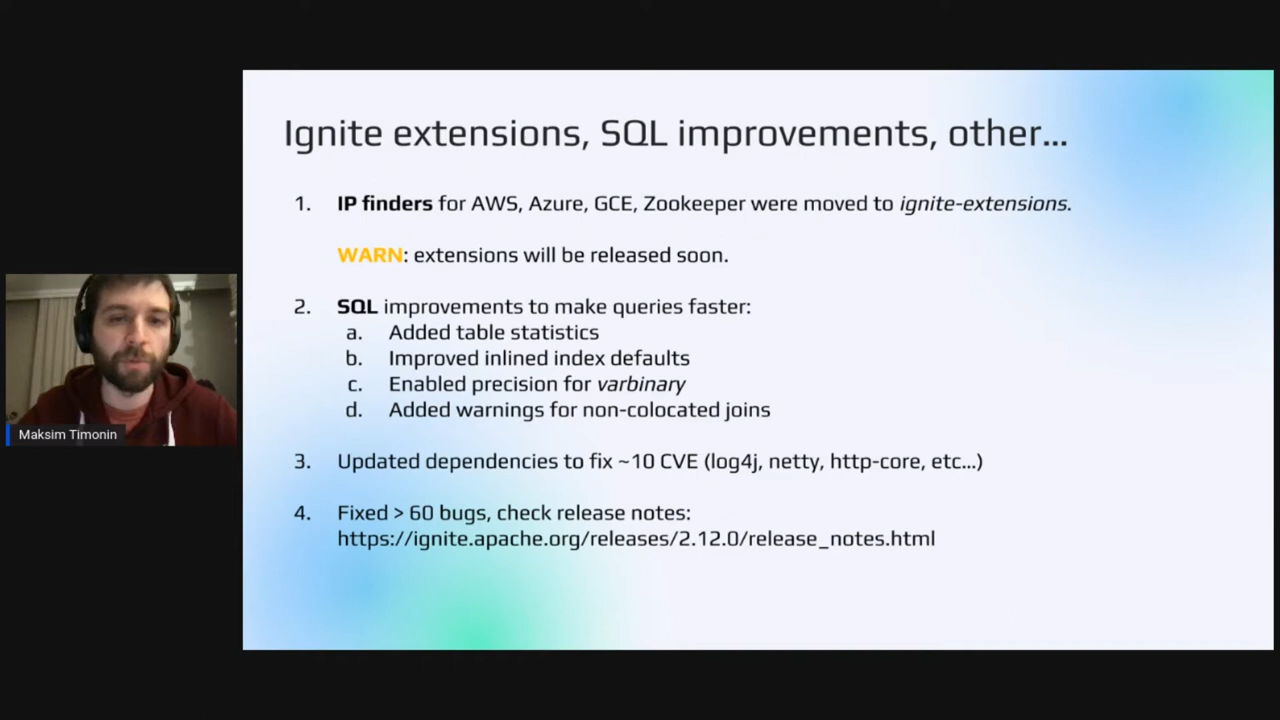 Ignite extensions, SQL improvements, other...
1. IP finders for AWS, Azure, GCE, Zookeeper were moved to ignite-extensions.
WARN: extensions will be released soon.
2. SQL improvements to make queries faster:
a. Added table statistics
b. Improved inlined index defaults
c. Enabled precision for varbinary
d. Added warnings for non-colocated joins
3. Updated dependencies to fix ~10 CVE (log4j, netty, http-core, etc...)
4. Fixed > 60 bugs, check release notes:
https://ignite.apache.org/releases/2.12.0/release_notes.html
Maksim Timonin